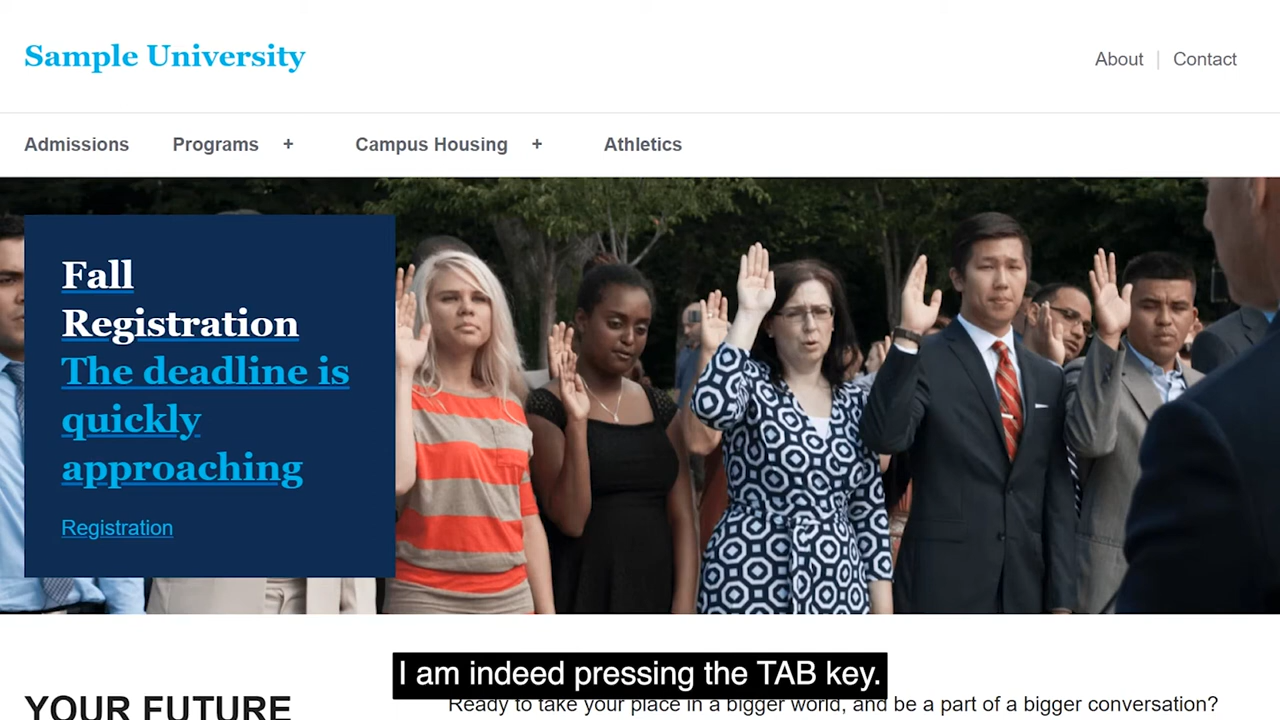 Sample University
About | Contact
Admissions Programs + Campus Housing + Athletics
Fall
Registration
The deadline is
quickly
approaching
Registration
I am indeed pressing the TAB key.
YOUR FUTURE
Ready to take your place in a bigger world, and be a part of a bigger conversation?